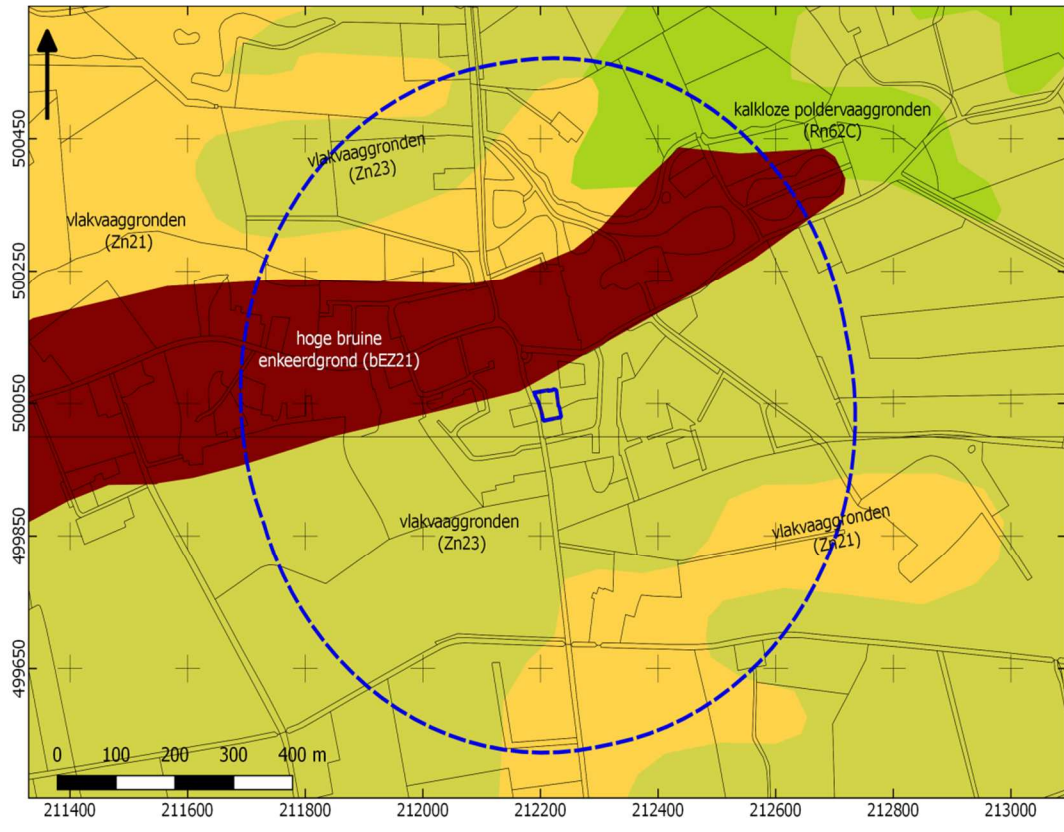 kalkloze poldervaaggronden
(Rn62C)
vlakvaaggronden
(Zn23)
vlakvaaggronden
(Zn21)
hoge bruine
enkeerdgrond (bEZ21)
vlakvaaggronden
(Zn23)
vlakvaaggronden
(Zn21)
500450
500250
500050
499850
499650
0 100 200 300 400 m
211400 211600 211800 212000 212200 212400 212600 212800 213000